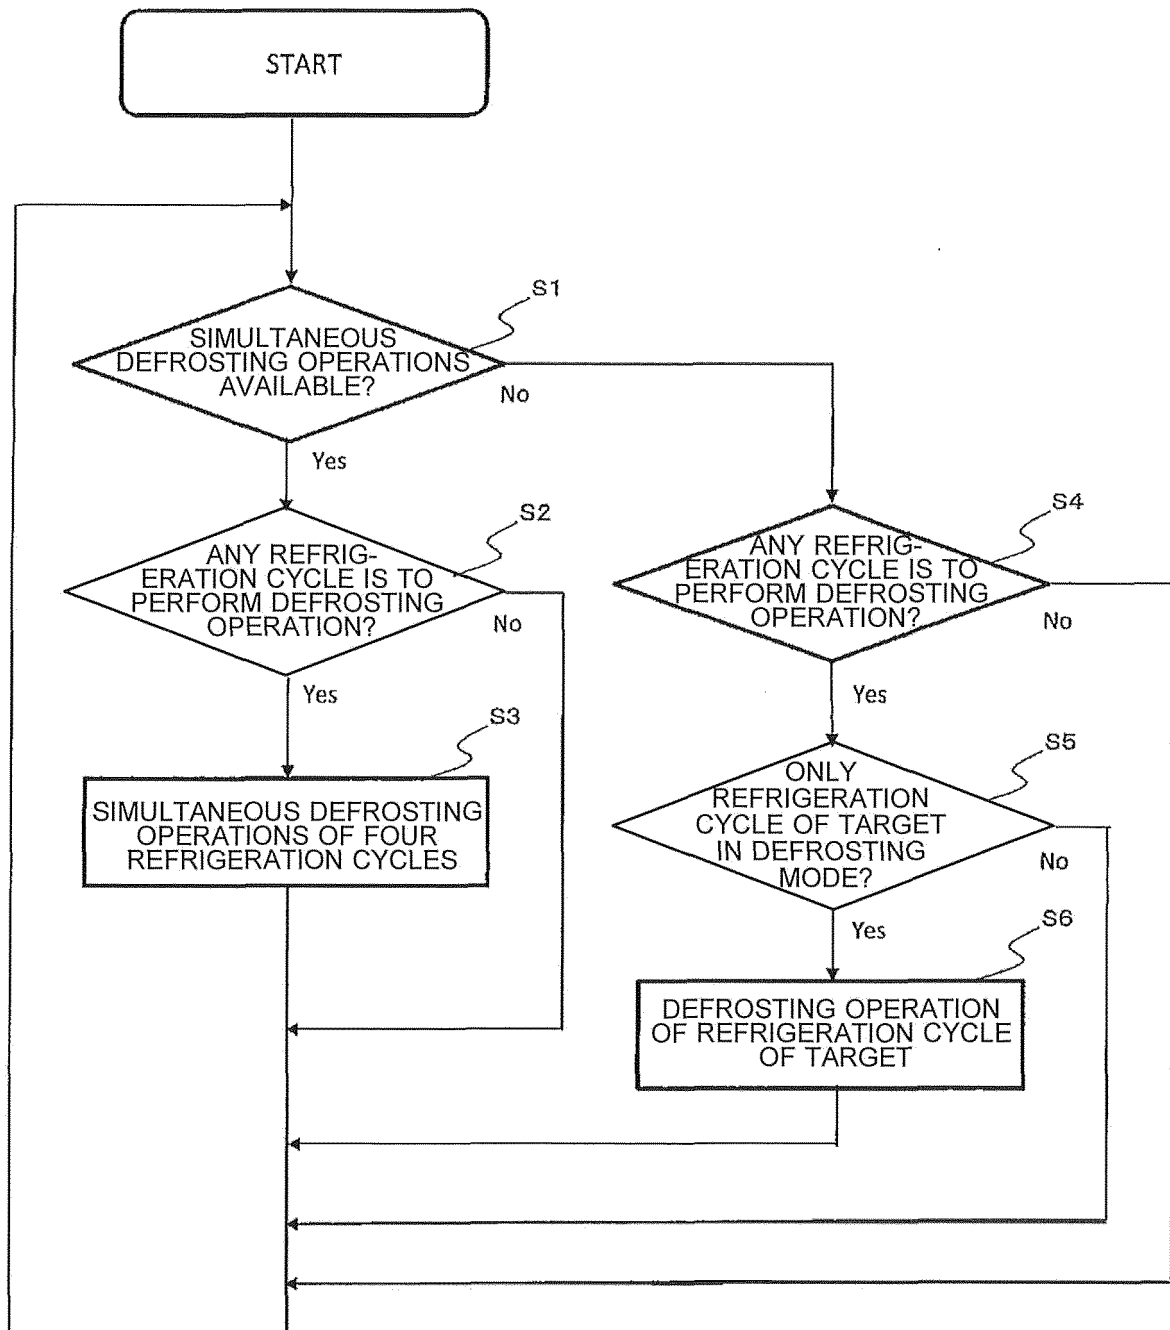 START
S1
SIMULTANEOUS
DEFROSTING OPERATIONS
AVAILABLE?
No
Yes
S2
ANY REFRIG-
ERATION CYCLE IS TO
PERFORM DEFROSTING
OPERATION?
No
Yes
S3
SIMULTANEOUS DEFROSTING
OPERATIONS OF FOUR
REFRIGERATION CYCLES
S4
ANY REFRIG-
ERATION CYCLE IS TO
PERFORM DEFROSTING
OPERATION?
No
Yes
S5
ONLY
REFRIGERATION
CYCLE OF TARGET
IN DEFROSTING
MODE?
No
Yes
S6
DEFROSTING OPERATION
OF REFRIGERATION CYCLE
OF TARGET